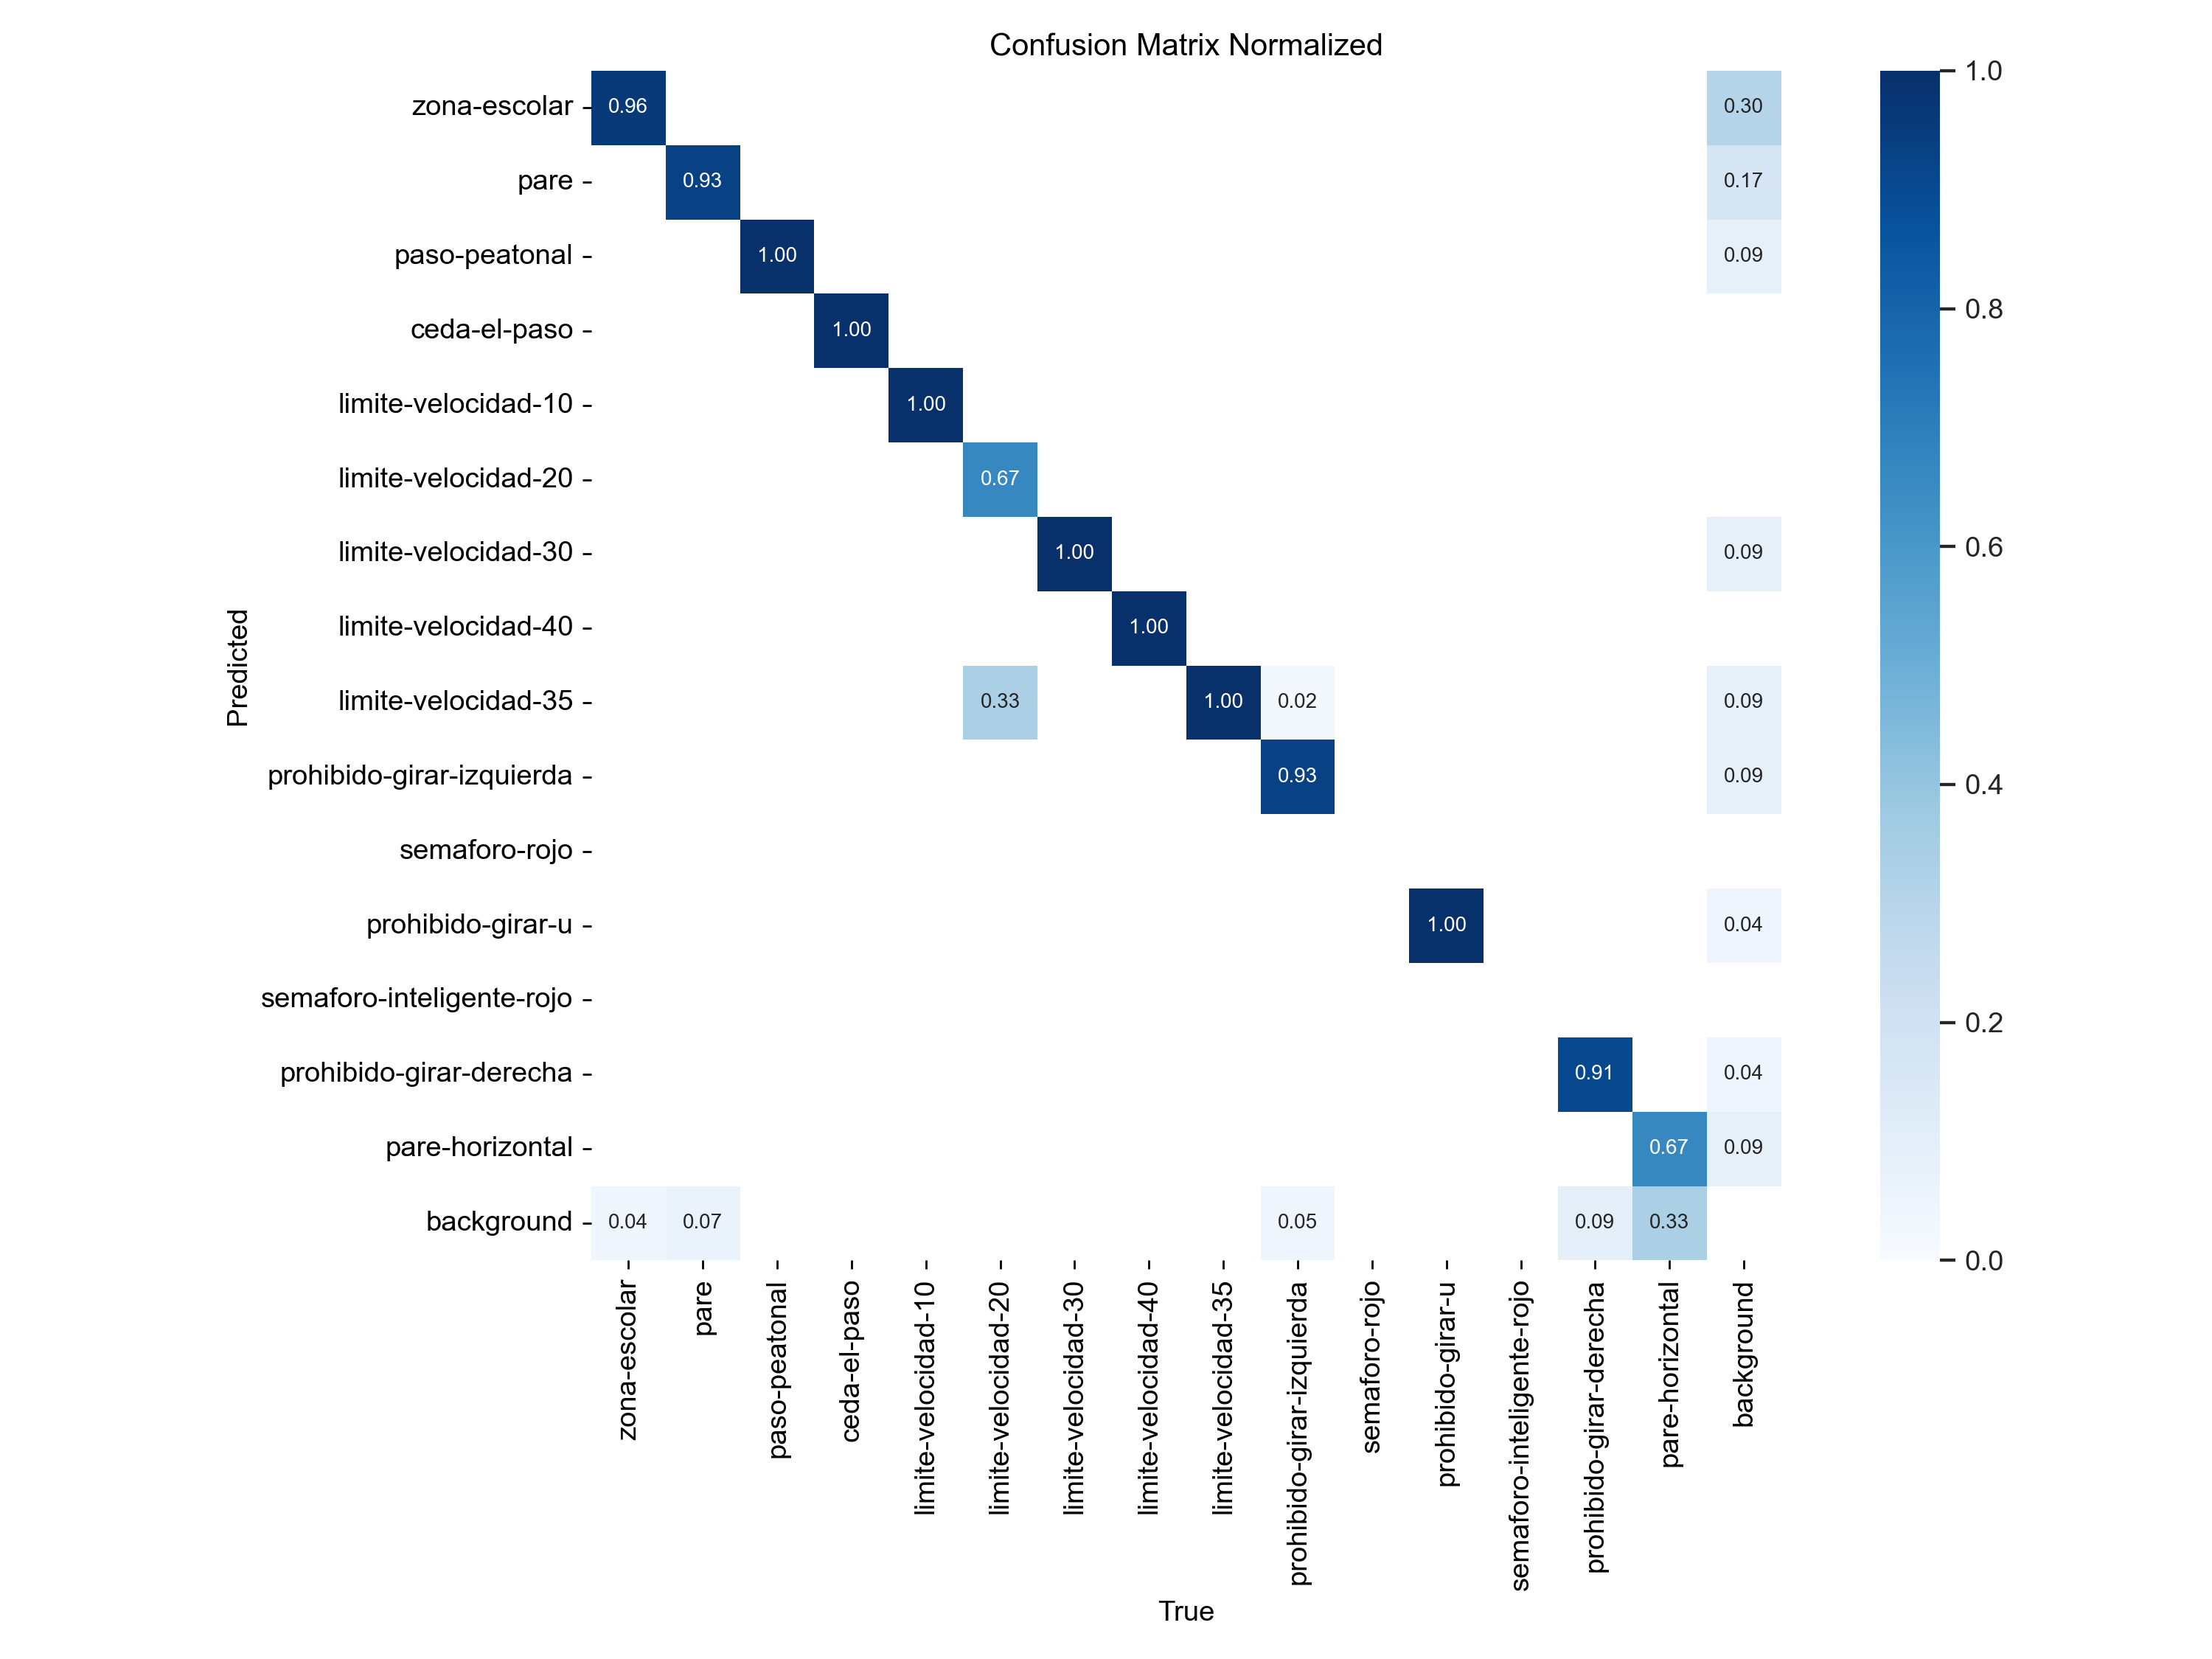 Confusion Matrix Normalized
zona-escolar 0.96 0.30
pare 0.93 0.17
paso-peatonal 1.00 0.09
ceda-el-paso 1.00
limite-velocidad-10 1.00
limite-velocidad-20 0.67
limite-velocidad-30 1.00 0.09
limite-velocidad-40 1.00
limite-velocidad-35 0.33 1.00 0.02 0.09
prohibido-girar-izquierda 0.93 0.09
semaforo-rojo
prohibido-girar-u 1.00 0.04
semaforo-inteligente-rojo
prohibido-girar-derecha 0.91 0.04
pare-horizontal 0.67 0.09
background 0.04 0.07 0.05 0.09 0.33
Predicted
zona-escolar
pare
paso-peatonal
ceda-el-paso
limite-velocidad-10
limite-velocidad-20
limite-velocidad-30
limite-velocidad-40
limite-velocidad-35
prohibido-girar-izquierda
semaforo-rojo
prohibido-girar-u
semaforo-inteligente-rojo
prohibido-girar-derecha
pare-horizontal
background
True
1.0
0.8
0.6
0.4
0.2
0.0